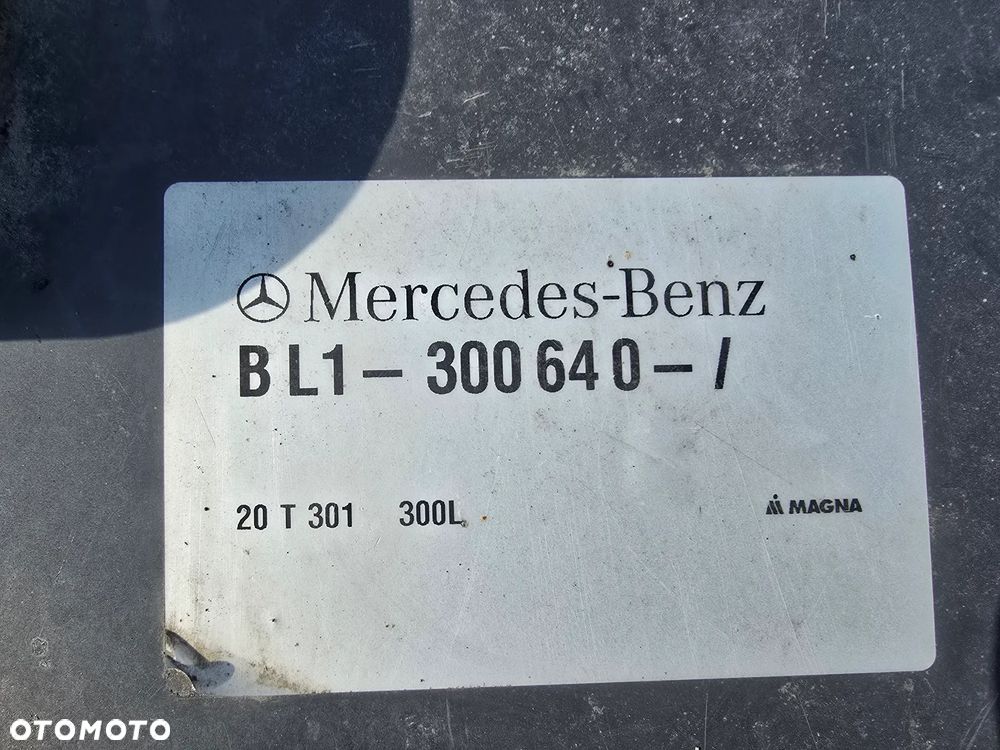 Mercedes-Benz
BL1-300640-/
20 T 301 300L
MAGNA
OTOMOTO